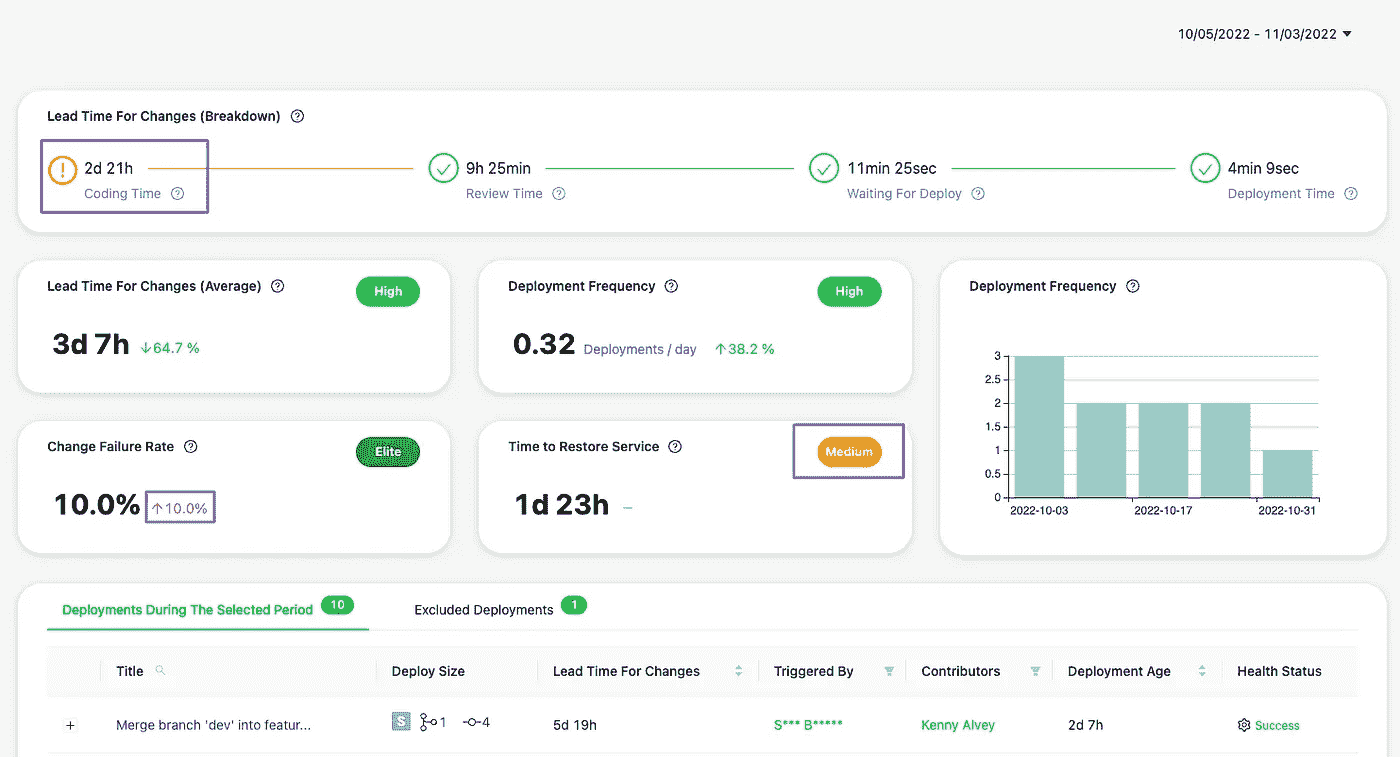 10/05/2022 - 11/03/2022
Lead Time For Changes (Breakdown)
2d 21h
Coding Time
9h 25min
Review Time
11min 25sec
Waiting For Deploy
4min 9sec
Deployment Time
Lead Time For Changes (Average)
High
3d 7h ↓64.7 %
Deployment Frequency
High
0.32 Deployments / day ↑38.2 %
Deployment Frequency
3
2.5
2
1.5
1
0.5
0
2022-10-03 2022-10-17 2022-10-31
Change Failure Rate
Elite
10.0% ↑10.0%
Time to Restore Service
Medium
1d 23h –
Deployments During The Selected Period 10
Excluded Deployments 1
Title Deploy Size Lead Time For Changes Triggered By Contributors Deployment Age Health Status
+ Merge branch 'dev' into featur... S 1 4 5d 19h S*** B***** Kenny Alvey 2d 7h Success